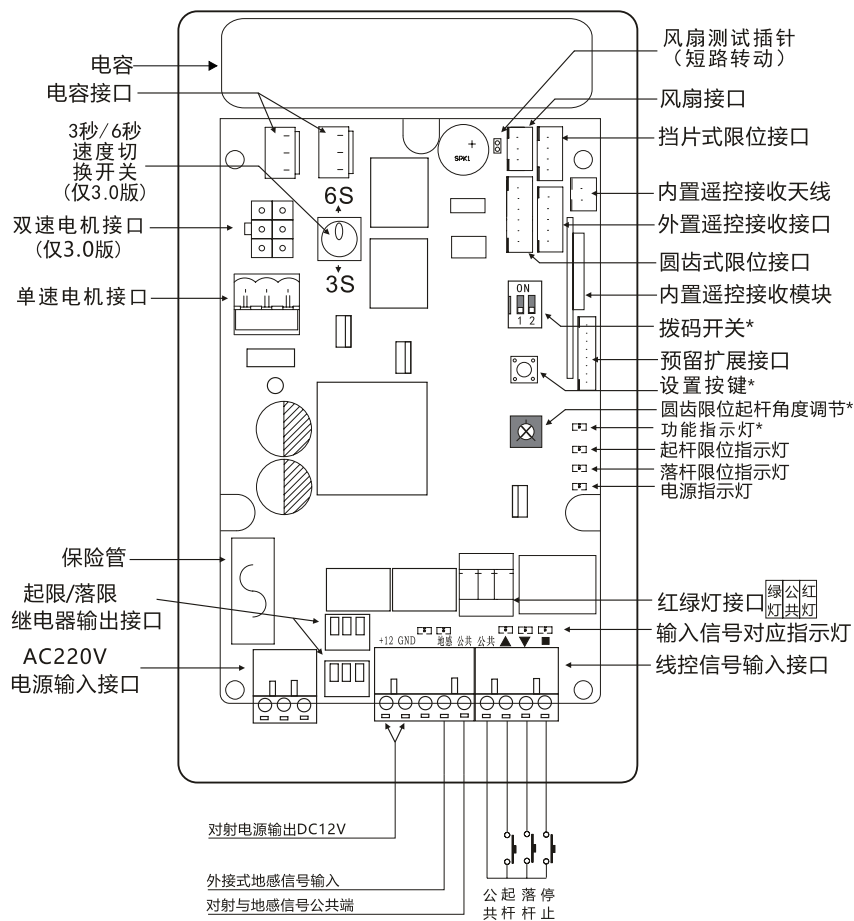 电容
电容接口
3秒/6秒
速度切
换开关
(仅3.0版)
双速电机接口
(仅3.0版)
单速电机接口
保险管
起限/落限
继电器输出接口
AC220V
电源输入接口
6S
3S
SPK1
+
ON
1 2
风扇测试插针
（短路转动）
风扇接口
挡片式限位接口
内置遥控接收天线
外置遥控接收接口
圆齿式限位接口
内置遥控接收模块
拨码开关*
预留扩展接口
设置按键*
圆齿限位起杆角度调节*
功能指示灯*
起杆限位指示灯
落杆限位指示灯
电源指示灯
红绿灯接口
绿灯 公共 红灯
输入信号对应指示灯
线控信号输入接口
+12 GND 地感 公共 公共 ▲ ▼ ■
对射电源输出DC12V
外接式地感信号输入
对射与地感信号公共端
公共 起杆 落杆 停止